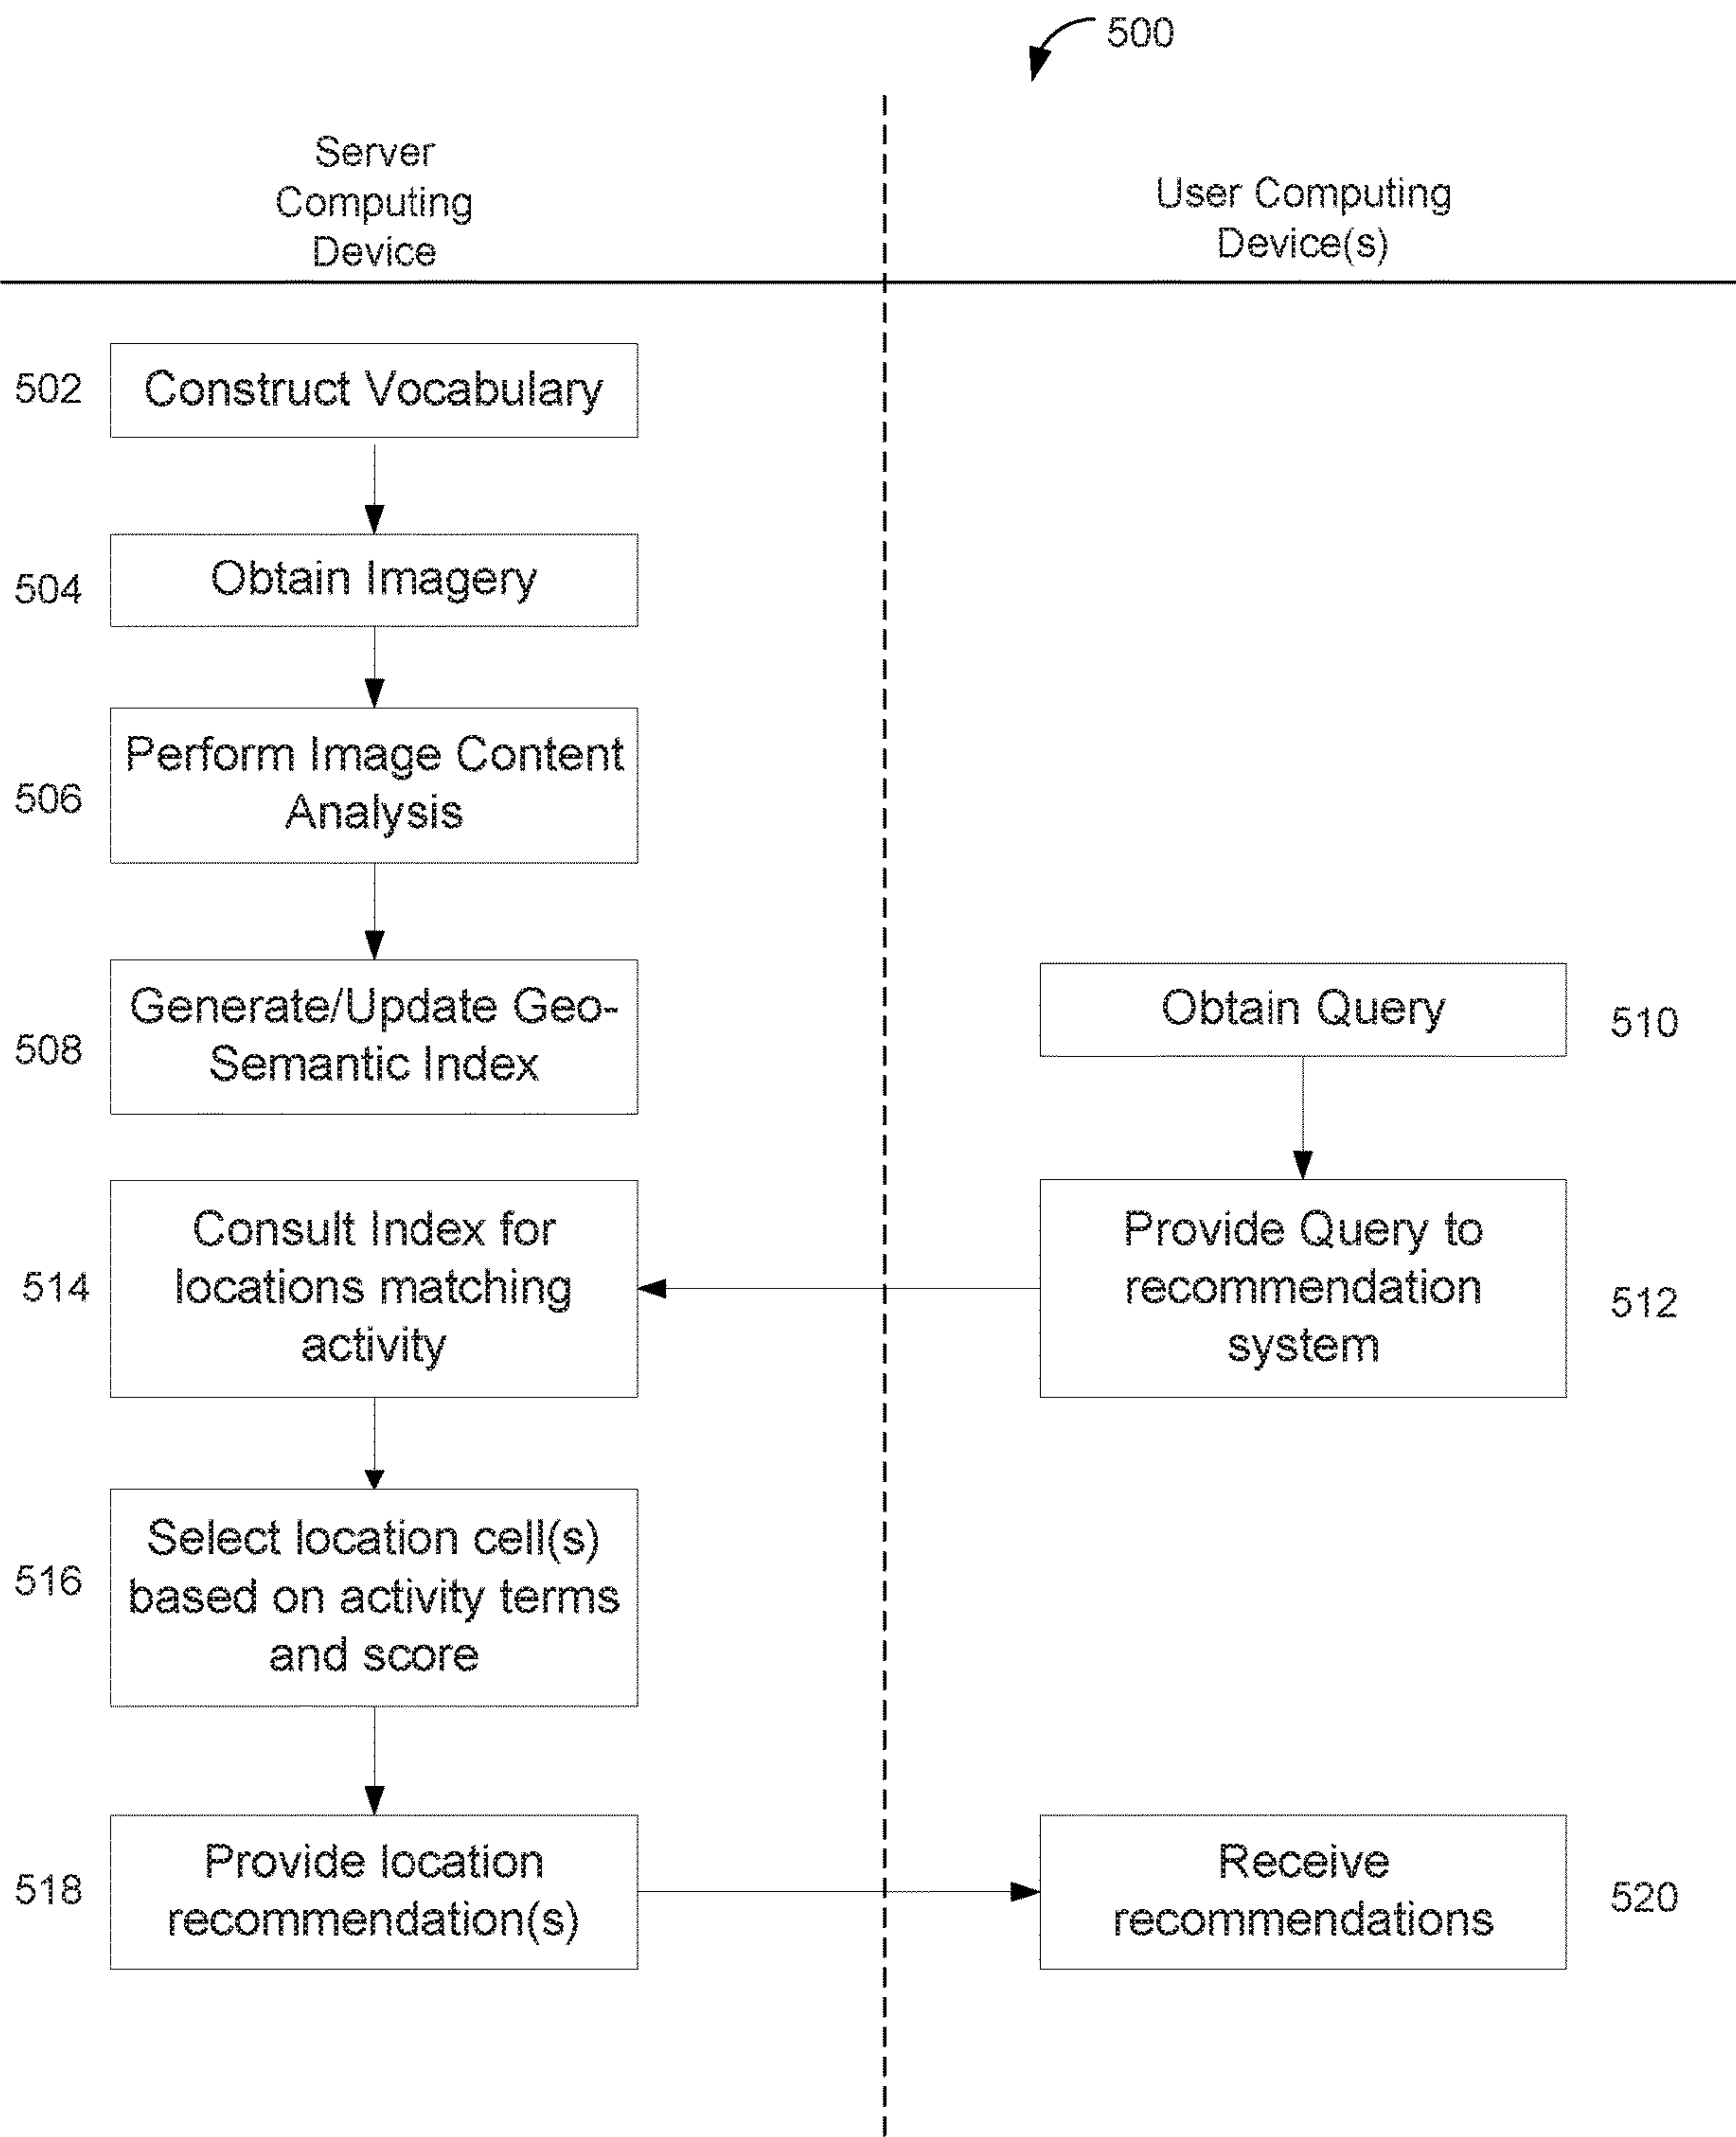 500
Server
Computing
Device
User Computing
Device(s)
502
Construct Vocabulary
504
Obtain Imagery
506
Perform Image Content
Analysis
508
Generate/Update Geo-
Semantic Index
Obtain Query
510
514
Consult Index for
locations matching
activity
Provide Query to
recommendation
system
512
516
Select location cell(s)
based on activity terms
and score
518
Provide location
recommendation(s)
Receive
recommendations
520